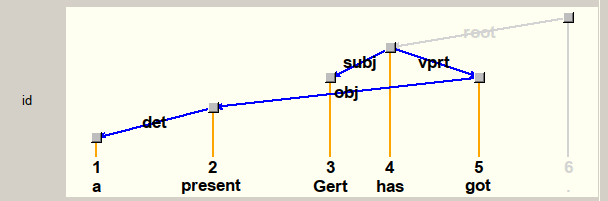 root
subj vprt
id obj
det
1 2 3 4 5 6
a present Gert has got .